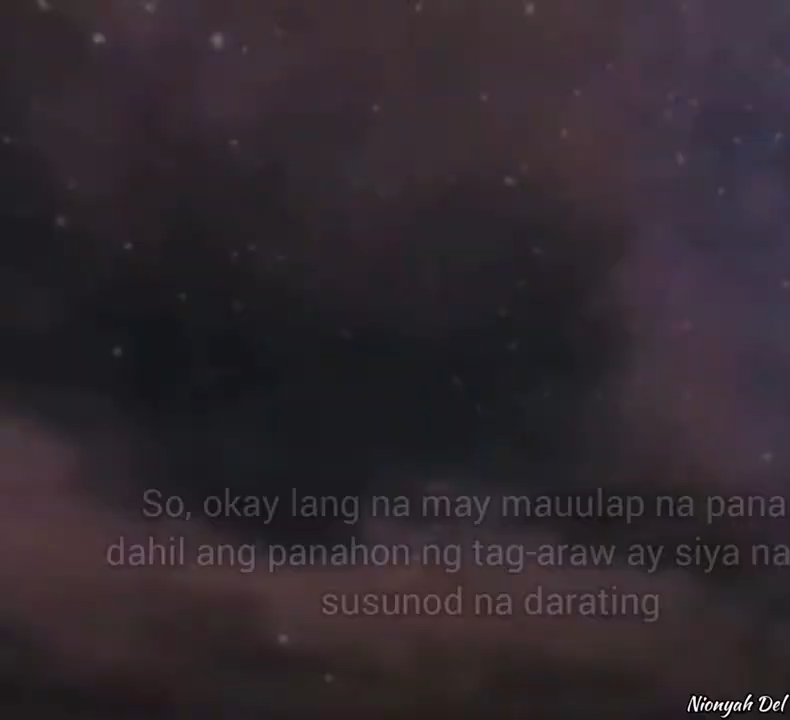 So, okay lang na may mauulap na pana
dahil ang panahon ng tag-araw ay siya na
susunod na darating
Nionyah Del